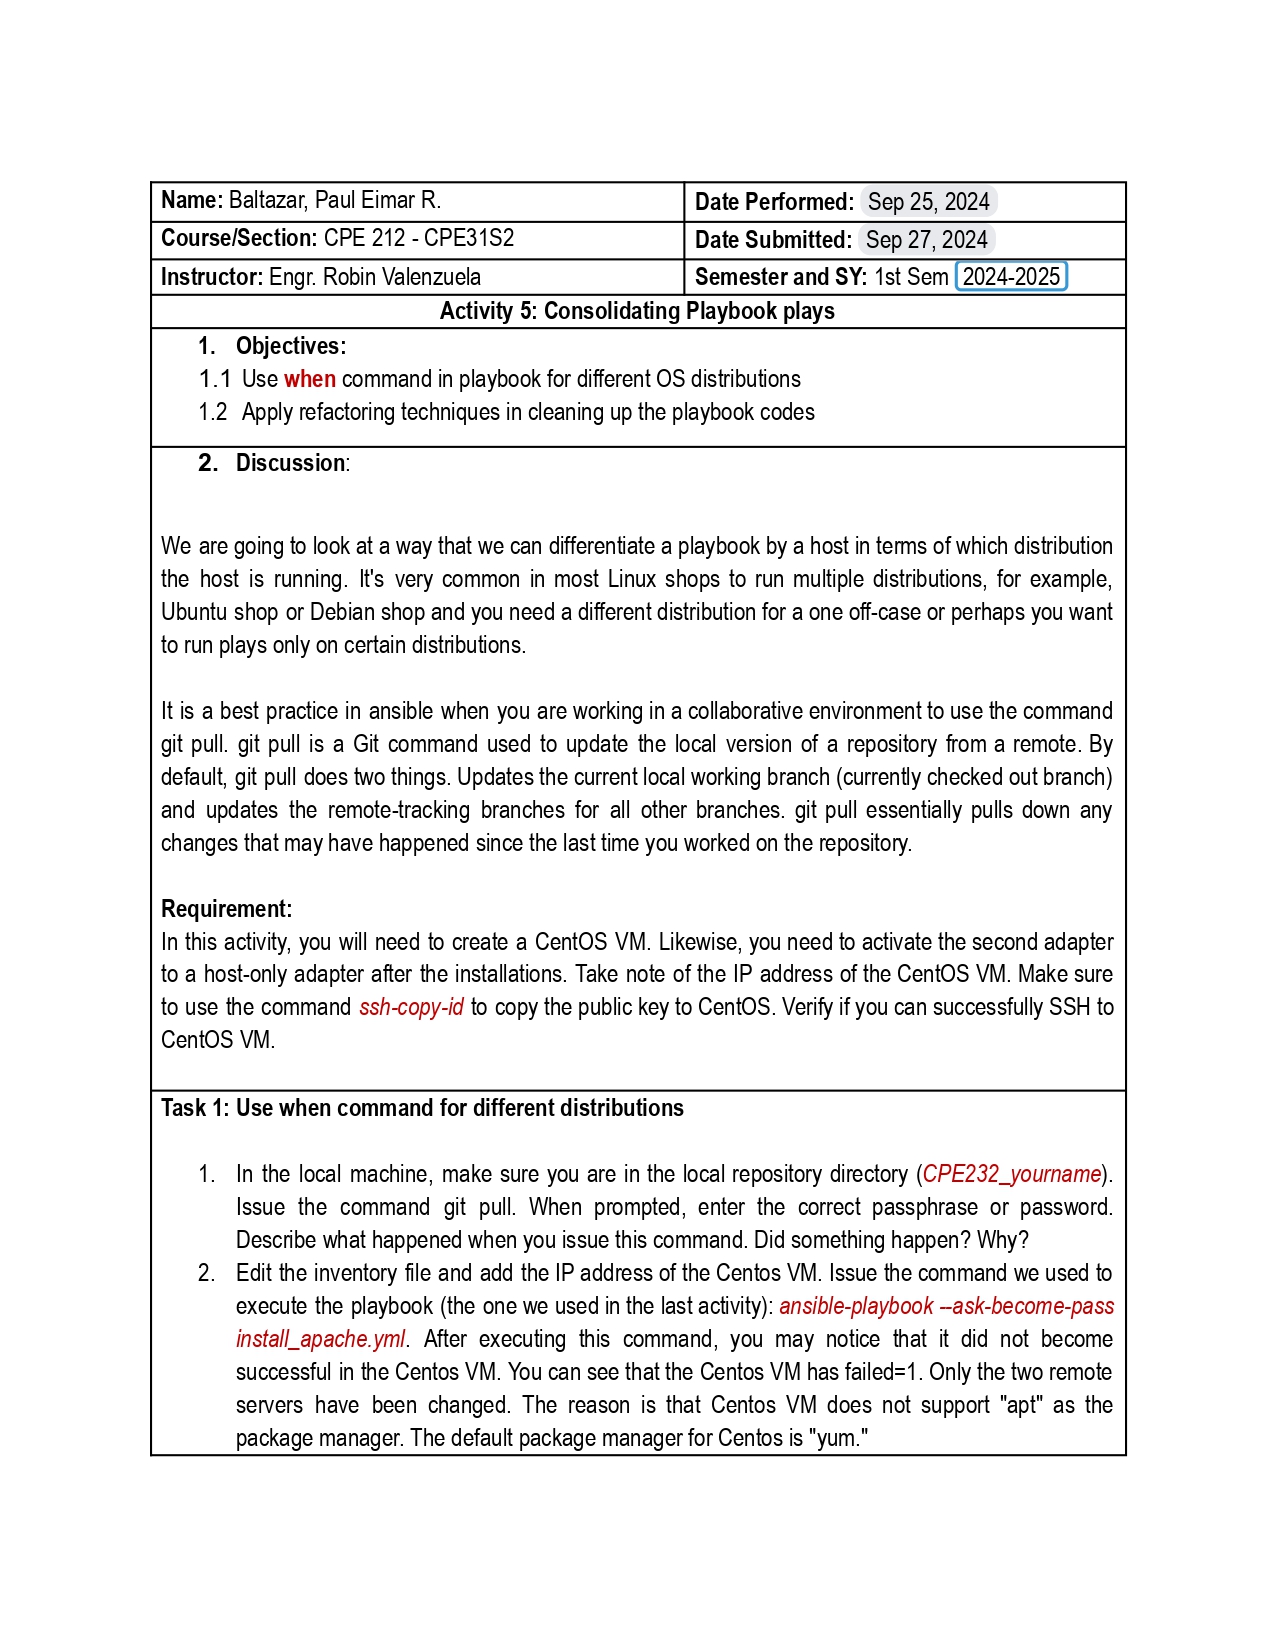 Name: Baltazar, Paul Eimar R.
Date Performed: Sep 25, 2024
Course/Section: CPE 212 - CPE31S2
Date Submitted: Sep 27, 2024
Instructor: Engr. Robin Valenzuela
Semester and SY: 1st Sem 2024-2025
Activity 5: Consolidating Playbook plays
1. Objectives:
1.1 Use when command in playbook for different OS distributions
1.2 Apply refactoring techniques in cleaning up the playbook codes
2. Discussion:
We are going to look at a way that we can differentiate a playbook by a host in terms of which distribution
the host is running. It's very common in most Linux shops to run multiple distributions, for example,
Ubuntu shop or Debian shop and you need a different distribution for a one off-case or perhaps you want
to run plays only on certain distributions.
It is a best practice in ansible when you are working in a collaborative environment to use the command
git pull. git pull is a Git command used to update the local version of a repository from a remote. By
default, git pull does two things. Updates the current local working branch (currently checked out branch)
and updates the remote-tracking branches for all other branches. git pull essentially pulls down any
changes that may have happened since the last time you worked on the repository.
Requirement:
In this activity, you will need to create a CentOS VM. Likewise, you need to activate the second adapter
to a host-only adapter after the installations. Take note of the IP address of the CentOS VM. Make sure
to use the command ssh-copy-id to copy the public key to CentOS. Verify if you can successfully SSH to
CentOS VM.
Task 1: Use when command for different distributions
1. In the local machine, make sure you are in the local repository directory (CPE232_yourname).
Issue the command git pull. When prompted, enter the correct passphrase or password.
Describe what happened when you issue this command. Did something happen? Why?
2. Edit the inventory file and add the IP address of the Centos VM. Issue the command we used to
execute the playbook (the one we used in the last activity): ansible-playbook --ask-become-pass
install_apache.yml. After executing this command, you may notice that it did not become
successful in the Centos VM. You can see that the Centos VM has failed=1. Only the two remote
servers have been changed. The reason is that Centos VM does not support "apt" as the
package manager. The default package manager for Centos is "yum."